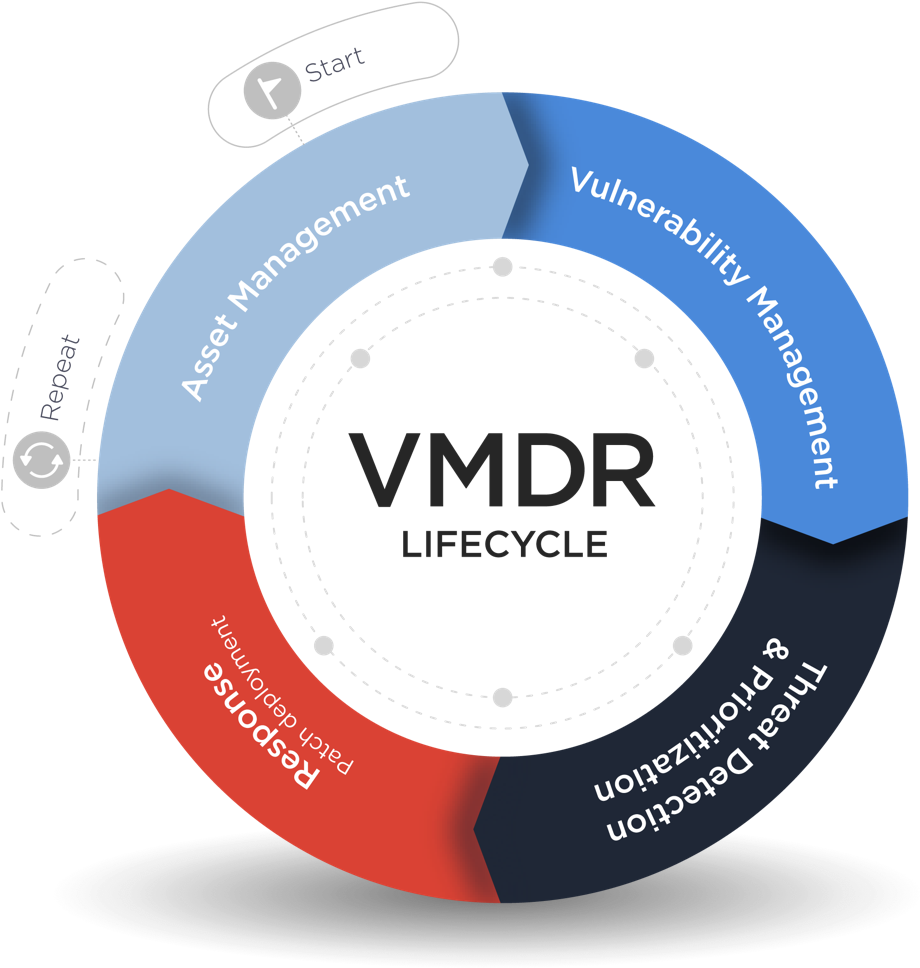 Start
Asset Management
Vulnerability Management
Threat Detection
& Prioritization
Response
Patch deployment
Repeat
VMDR
LIFECYCLE